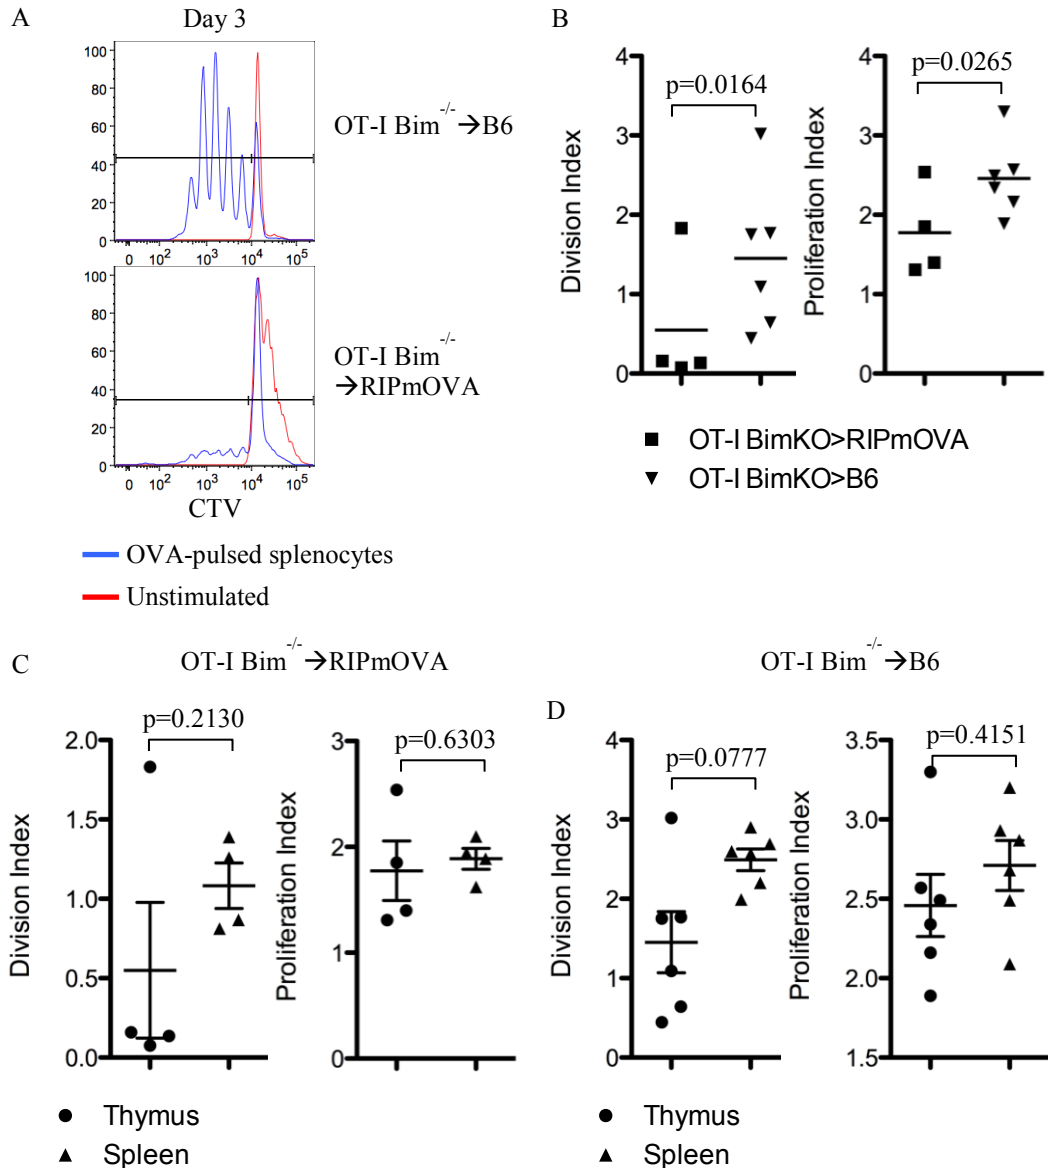 A
Day 3
100
80
60
40
20
0
0 10² 10³ 10⁴ 10⁵
OT-I Bim⁻/⁻→B6
100
80
60
40
20
0
0 10² 10³ 10⁴ 10⁵
OT-I Bim⁻/⁻
→RIPmOVA
CTV
OVA-pulsed splenocytes
Unstimulated
B
Division Index
4
3
2
1
0
p=0.0164
Proliferation Index
4
3
2
1
0
p=0.0265
OT-I BimKO>RIPmOVA
OT-I BimKO>B6
C
OT-I Bim⁻/⁻→RIPmOVA
Division Index
2.0
1.5
1.0
0.5
0.0
p=0.2130
Proliferation Index
3
2
1
0
p=0.6303
Thymus
Spleen
OT-I Bim⁻/⁻→B6
D
Division Index
4
3
2
1
0
p=0.0777
Proliferation Index
3.5
3.0
2.5
2.0
1.5
p=0.4151
Thymus
Spleen